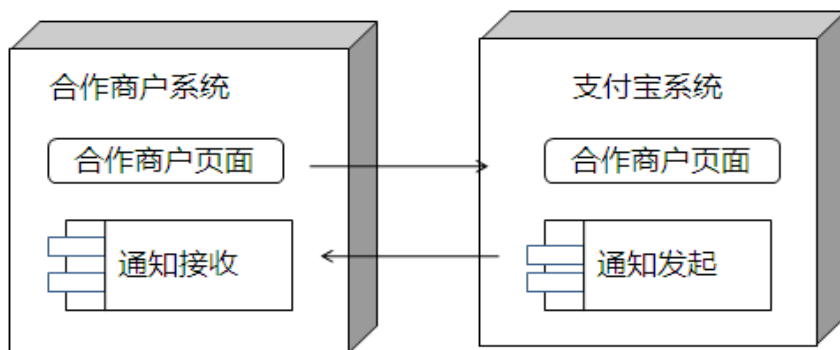 合作商户系统
合作商户页面
通知接收
支付宝系统
合作商户页面
通知发起